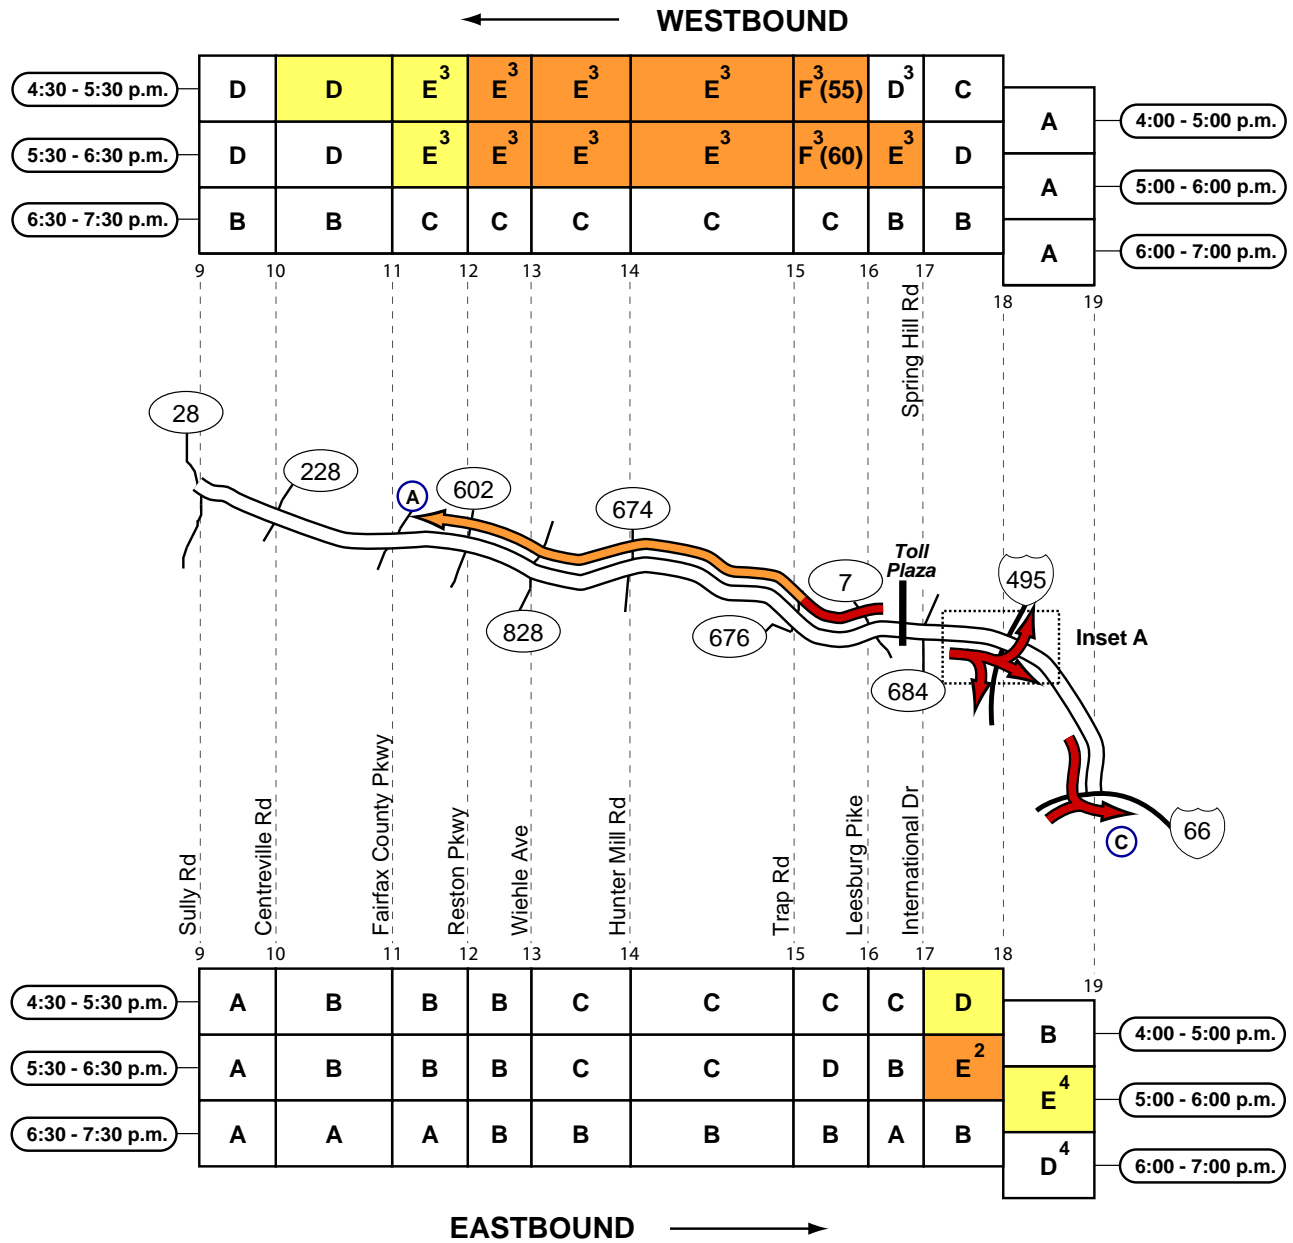 WESTBOUND
4:30 - 5:30 p.m. D D E3 E3 E3 E3 F3(55) D3 C
A 4:00 - 5:00 p.m.
5:30 - 6:30 p.m. D D E3 E3 E3 E3 F3(60) E3 D
A 5:00 - 6:00 p.m.
6:30 - 7:30 p.m. B B C C C C C B B
A 6:00 - 7:00 p.m.
9 10 11 12 13 14 15 16 17
18 19
Spring Hill Rd
28
228
A
602
674
Toll
Plaza
7
495
828
676
684
Inset A
66
C
Sully Rd
Centreville Rd
Fairfax County Pkwy
Reston Pkwy
Wiehle Ave
Hunter Mill Rd
Trap Rd
Leesburg Pike
International Dr
9 10 11 12 13 14 15 16 17 18
19
4:30 - 5:30 p.m. A B B B C C C C D
B 4:00 - 5:00 p.m.
5:30 - 6:30 p.m. A B B B C C D B E2
E4 5:00 - 6:00 p.m.
6:30 - 7:30 p.m. A A A B B B B A B
D4 6:00 - 7:00 p.m.
EASTBOUND